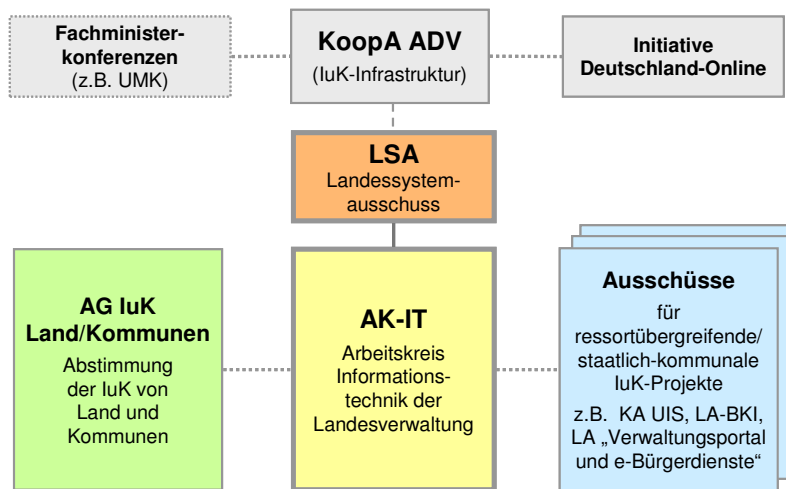 Fachminister-
konferenzen
(z.B. UMK)
KoopA ADV
(IuK-Infrastruktur)
Initiative
Deutschland-Online
LSA
Landessystem-
ausschuss
AG IuK
Land/Kommunen
Abstimmung
der IuK von
Land und
Kommunen
AK-IT
Arbeitskreis
Informations-
technik der
Landesverwaltung
Ausschüsse
für
ressortübergreifende/
staatlich-kommunale
IuK-Projekte
z.B. KA UIS, LA-BKI,
LA „Verwaltungsportal
und e-Bürgerdienste“